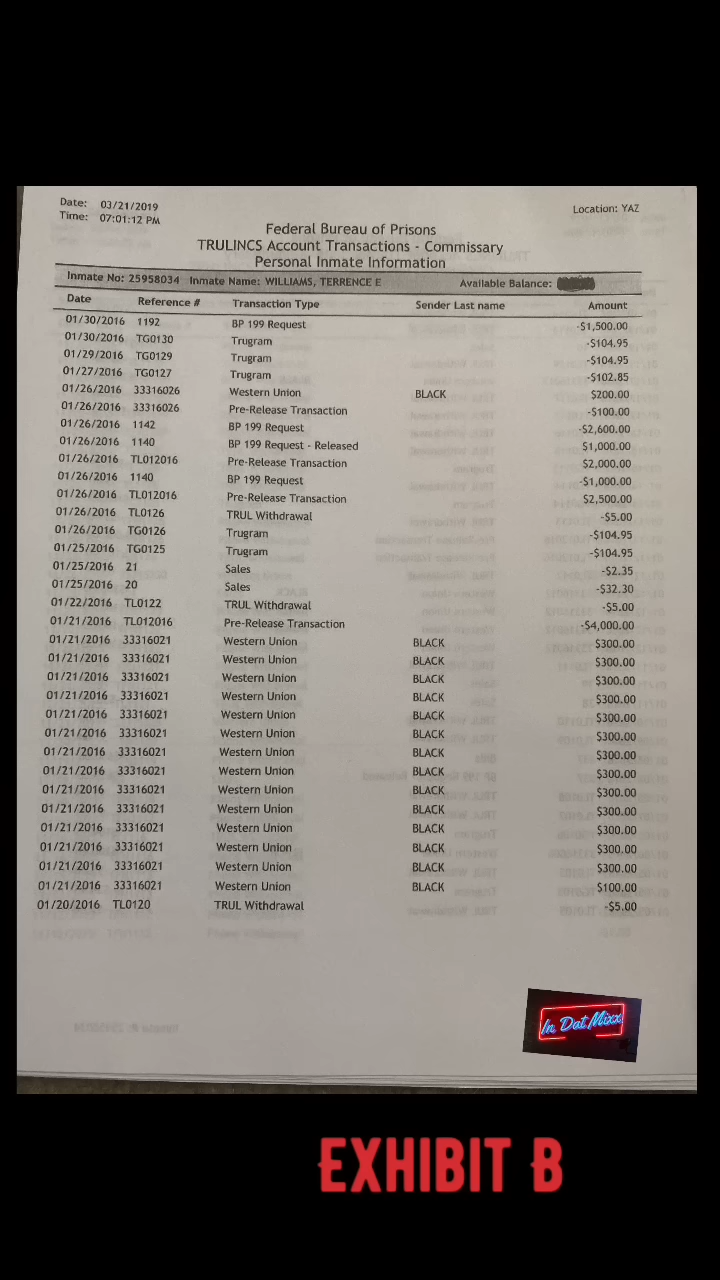 Date: 03/21/2019
Time: 07:01:12 PM
Location: YAZ
Federal Bureau of Prisons
TRULINCS Account Transactions - Commissary
Personal Inmate Information
Inmate No: 25958034 Inmate Name: WILLIAMS, TERRENCE E Available Balance:
Date Reference # Transaction Type Sender Last name Amount
01/30/2016 1192 BP 199 Request -$1,500.00
01/30/2016 TG0130 Trugram -$104.95
01/29/2016 TG0129 Trugram -$104.95
01/27/2016 TG0127 Trugram -$102.85
01/26/2016 33316026 Western Union BLACK $200.00
01/26/2016 33316026 Pre-Release Transaction -$100.00
01/26/2016 1142 BP 199 Request -$2,600.00
01/26/2016 1140 BP 199 Request - Released $1,000.00
01/26/2016 TL012016 Pre-Release Transaction $2,000.00
01/26/2016 1140 BP 199 Request -$1,000.00
01/26/2016 TL012016 Pre-Release Transaction $2,500.00
01/26/2016 TL0126 TRUL Withdrawal -$5.00
01/26/2016 TG0126 Trugram -$104.95
01/25/2016 TG0125 Trugram -$104.95
01/25/2016 21 Sales -$2.35
01/25/2016 20 Sales -$32.30
01/22/2016 TL0122 TRUL Withdrawal -$5.00
01/21/2016 TL012016 Pre-Release Transaction -$4,000.00
01/21/2016 33316021 Western Union BLACK $300.00
01/21/2016 33316021 Western Union BLACK $300.00
01/21/2016 33316021 Western Union BLACK $300.00
01/21/2016 33316021 Western Union BLACK $300.00
01/21/2016 33316021 Western Union BLACK $300.00
01/21/2016 33316021 Western Union BLACK $300.00
01/21/2016 33316021 Western Union BLACK $300.00
01/21/2016 33316021 Western Union BLACK $300.00
01/21/2016 33316021 Western Union BLACK $300.00
01/21/2016 33316021 Western Union BLACK $300.00
01/21/2016 33316021 Western Union BLACK $300.00
01/21/2016 33316021 Western Union BLACK $300.00
01/21/2016 33316021 Western Union BLACK $300.00
01/21/2016 33316021 Western Union BLACK $100.00
01/20/2016 TL0120 TRUL Withdrawal -$5.00
In Dat Mixx
EXHIBIT B